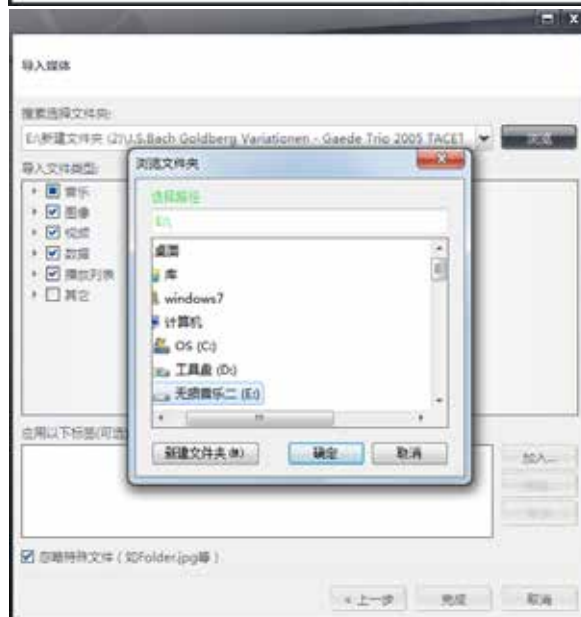 导入媒体
搜索选择文件夹:
E:\新建文件夹 (2)\J.S.Bach Goldberg Variationen - Gaede Trio 2005 TACET
浏览
导入文件类型:
音乐
图像
视频
数据
播放列表
其它
浏览文件夹
选择路径
E:\
桌面
库
windows7
计算机
OS (C:)
工具盘 (D:)
无损音乐二 (E:)
新建文件夹(M)
确定
取消
应用以下标签(可选
加入...
忽略特殊文件 ( 如Folder.jpg等 )
< 上一步
完成
取消